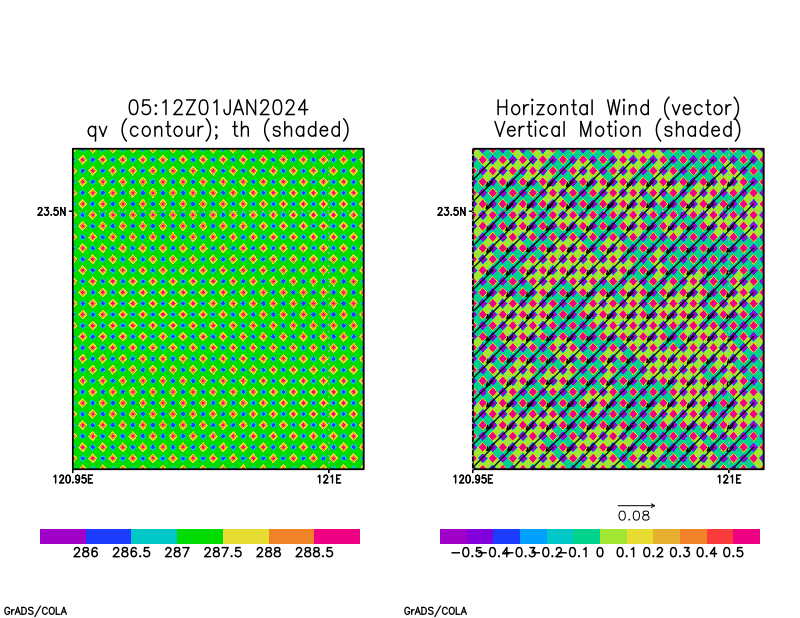 05:12Z01JAN2024
qv (contour); th (shaded)
23.5N
120.95E 121E
286 286.5 287 287.5 288 288.5
Horizontal Wind (vector)
Vertical Motion (shaded)
23.5N
120.95E 121E
0.08
-0.5 -0.4 -0.3 -0.2 -0.1 0 0.1 0.2 0.3 0.4 0.5
GrADS/COLA
GrADS/COLA